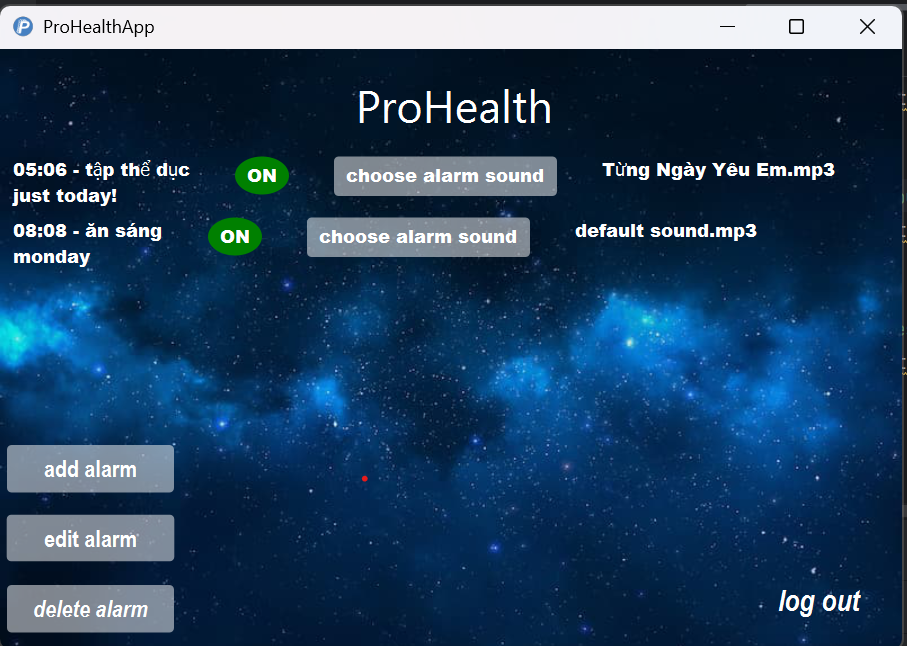 ProHealthApp
ProHealth
05:06 - tập thể dục
just today!
ON
choose alarm sound
Từng Ngày Yêu Em.mp3
08:08 - ăn sáng
monday
ON
choose alarm sound
default sound.mp3
add alarm
edit alarm
delete alarm
log out